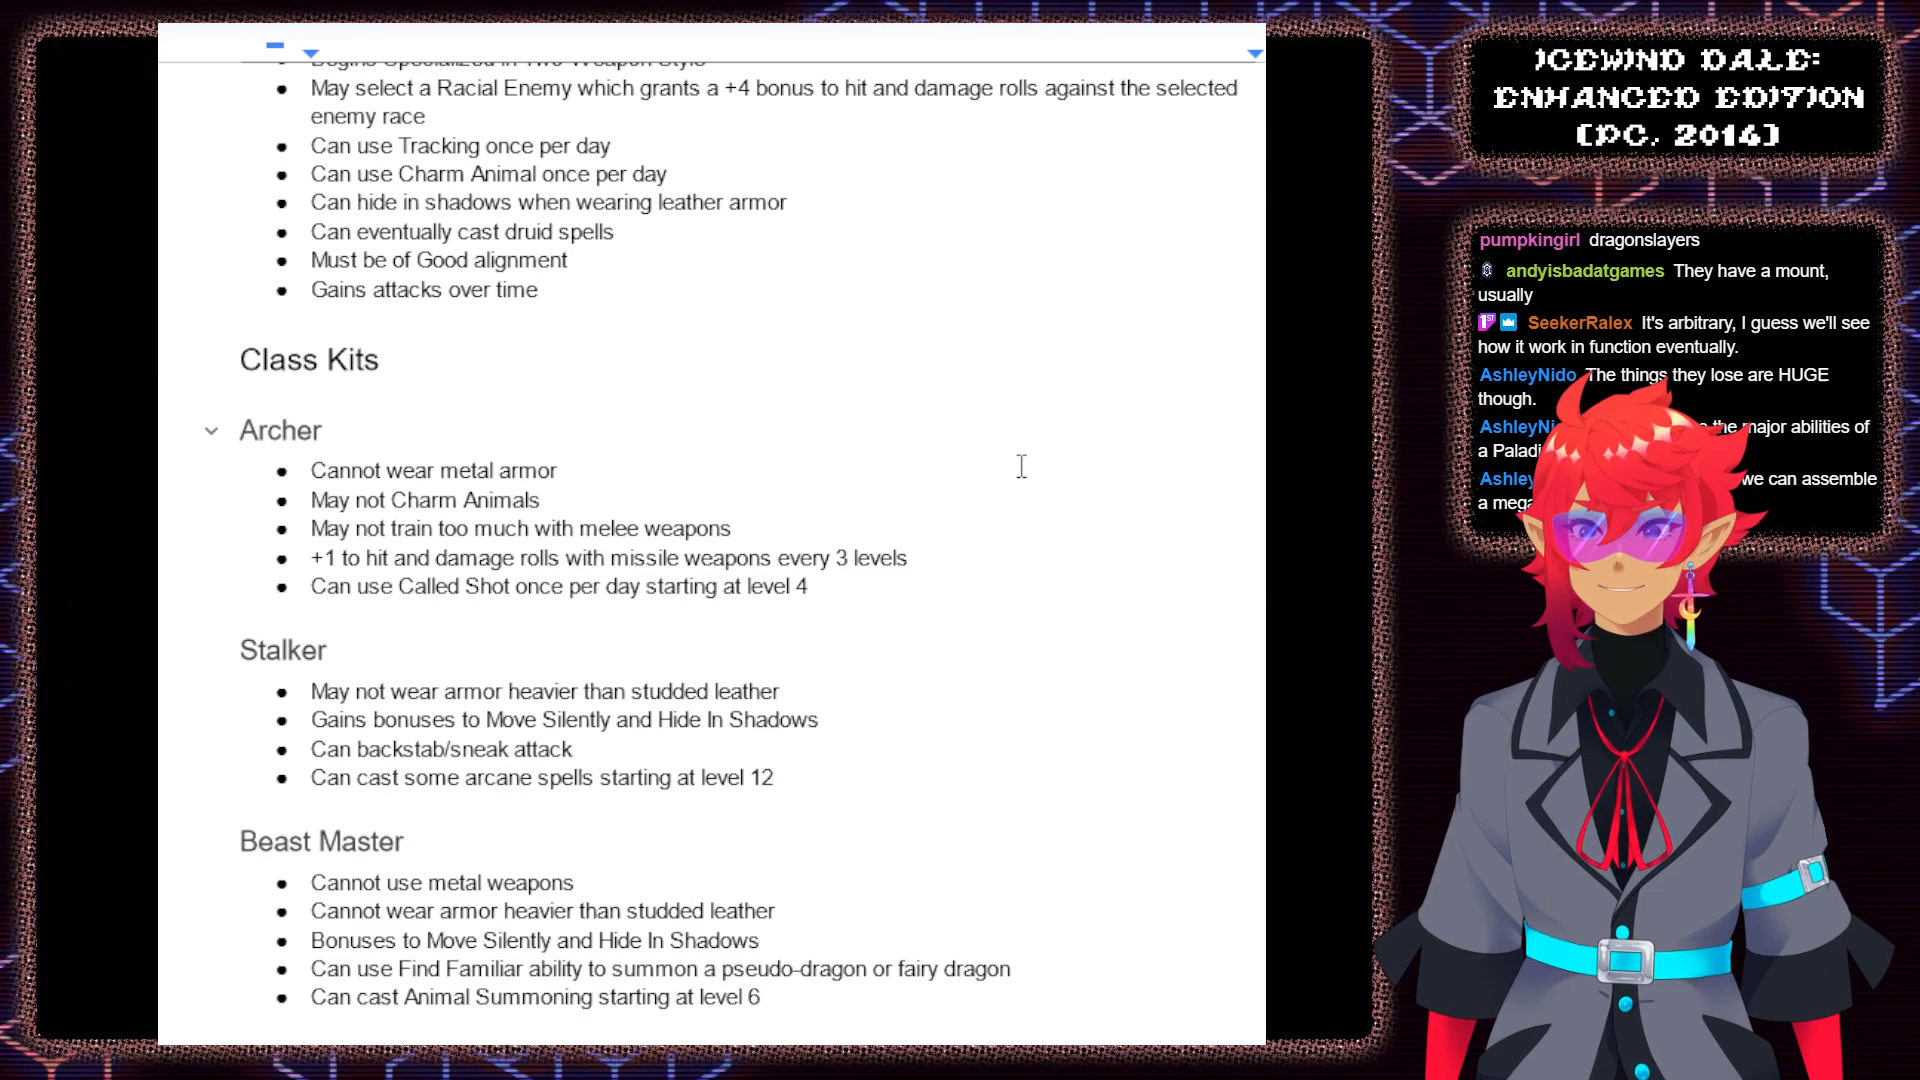 Begins Specialized in Two-Weapon Style
May select a Racial Enemy which grants a +4 bonus to hit and damage rolls against the selected
enemy race
Can use Tracking once per day
Can use Charm Animal once per day
Can hide in shadows when wearing leather armor
Can eventually cast druid spells
Must be of Good alignment
Gains attacks over time
Class Kits
Archer
Cannot wear metal armor
May not Charm Animals
May not train too much with melee weapons
+1 to hit and damage rolls with missile weapons every 3 levels
Can use Called Shot once per day starting at level 4
Stalker
May not wear armor heavier than studded leather
Gains bonuses to Move Silently and Hide In Shadows
Can backstab/sneak attack
Can cast some arcane spells starting at level 12
Beast Master
Cannot use metal weapons
Cannot wear armor heavier than studded leather
Bonuses to Move Silently and Hide In Shadows
Can use Find Familiar ability to summon a pseudo-dragon or fairy dragon
Can cast Animal Summoning starting at level 6
ICEWIND DALE:
ENHANCED EDITION
(PC, 2014)
pumpkingirl dragonslayers
andyisbadatgames They have a mount,
usually
1ST SeekerRalex It's arbitrary, I guess we'll see
how it work in function eventually.
AshleyNido The things they lose are HUGE
though.
the major abilities of
a
we can assemble
a